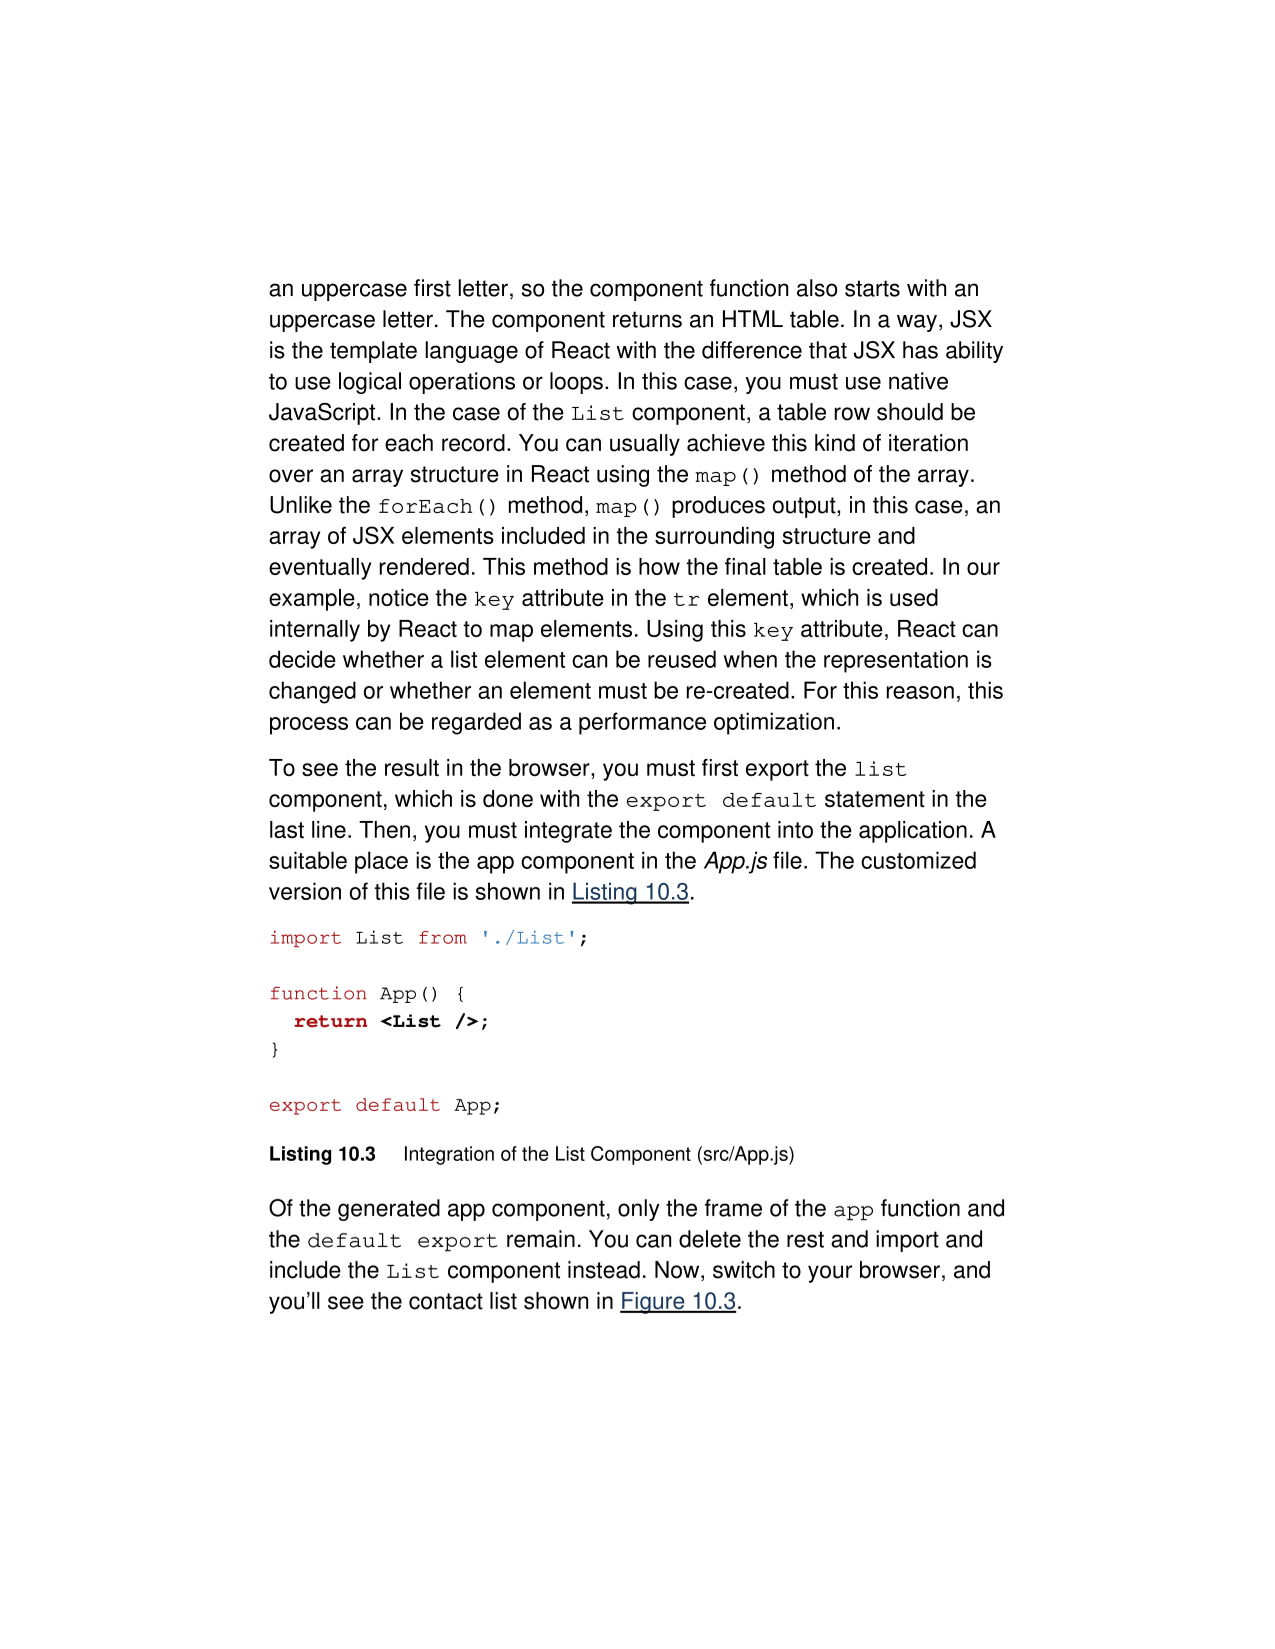 an uppercase first letter, so the component function also starts with an
uppercase letter. The component returns an HTML table. In a way, JSX
is the template language of React with the difference that JSX has ability
to use logical operations or loops. In this case, you must use native
JavaScript. In the case of the List component, a table row should be
created for each record. You can usually achieve this kind of iteration
over an array structure in React using the map() method of the array.
Unlike the forEach() method, map() produces output, in this case, an
array of JSX elements included in the surrounding structure and
eventually rendered. This method is how the final table is created. In our
example, notice the key attribute in the tr element, which is used
internally by React to map elements. Using this key attribute, React can
decide whether a list element can be reused when the representation is
changed or whether an element must be re-created. For this reason, this
process can be regarded as a performance optimization.
To see the result in the browser, you must first export the list
component, which is done with the export default statement in the
last line. Then, you must integrate the component into the application. A
suitable place is the app component in the App.js file. The customized
version of this file is shown in Listing 10.3.
import List from './List';
function App() {
  return <List />;
}
export default App;
Listing 10.3 Integration of the List Component (src/App.js)
Of the generated app component, only the frame of the app function and
the default export remain. You can delete the rest and import and
include the List component instead. Now, switch to your browser, and
you’ll see the contact list shown in Figure 10.3.